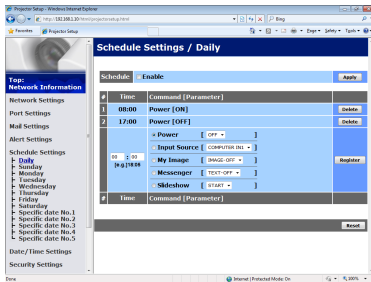 Projector Setup - Windows Internet Explorer
http://192.168.1.10/html/projectorsetup.html
Bing
Favorites
Projector Setup
Page
Safety
Tools
Top:
Network Information
Network Settings
Port Settings
Mail Settings
Alert Settings
Schedule Settings
Daily
Sunday
Monday
Tuesday
Wednesday
Thursday
Friday
Saturday
Specific date No.1
Specific date No.2
Specific date No.3
Specific date No.4
Specific date No.5
Date/Time Settings
Security Settings
Schedule Settings / Daily
Schedule Enable Apply
# Time Command [Parameter]
1 08:00 Power [ON] Delete
2 17:00 Power [OFF] Delete
Power [ OFF ]
Input Source [ COMPUTER IN1 ]
00 : 00 My Image [ IMAGE-OFF ] Register
[e.g.]18:09
Messenger [ TEXT-OFF ]
Slideshow [ START ]
# Time Command [Parameter]
Reset
Done
Internet | Protected Mode: On
100%